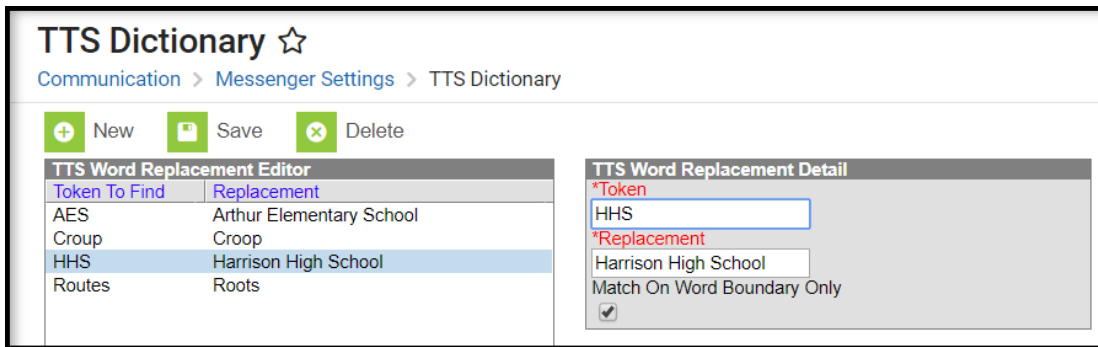 TTS Dictionary
Communication > Messenger Settings > TTS Dictionary
New Save Delete
TTS Word Replacement Editor
Token To Find Replacement
AES Arthur Elementary School
Croup Croop
HHS Harrison High School
Routes Roots
TTS Word Replacement Detail
*Token
HHS
*Replacement
Harrison High School
Match On Word Boundary Only